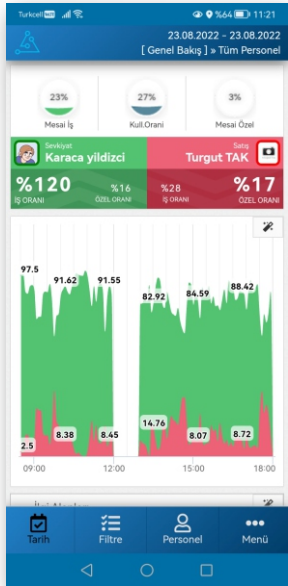 Turkcell %64 11:21
23.08.2022 - 23.08.2022
[ Genel Bakış ] » Tüm Personel
23% 27% 3%
Mesai İş Kull.Orani Mesai Özel
Sevkiyat Satış
Karaca yildizci Turgut TAK
%120 %16 %28 %17
İŞ ORANI ÖZEL ORANI İŞ ORANI ÖZEL ORANI
97.5 91.62 91.55 82.92 84.59 88.42
2.5 8.38 8.45 14.76 8.07 8.72
09:00 12:00 15:00 18:00
Tarih Filtre Personel Menü